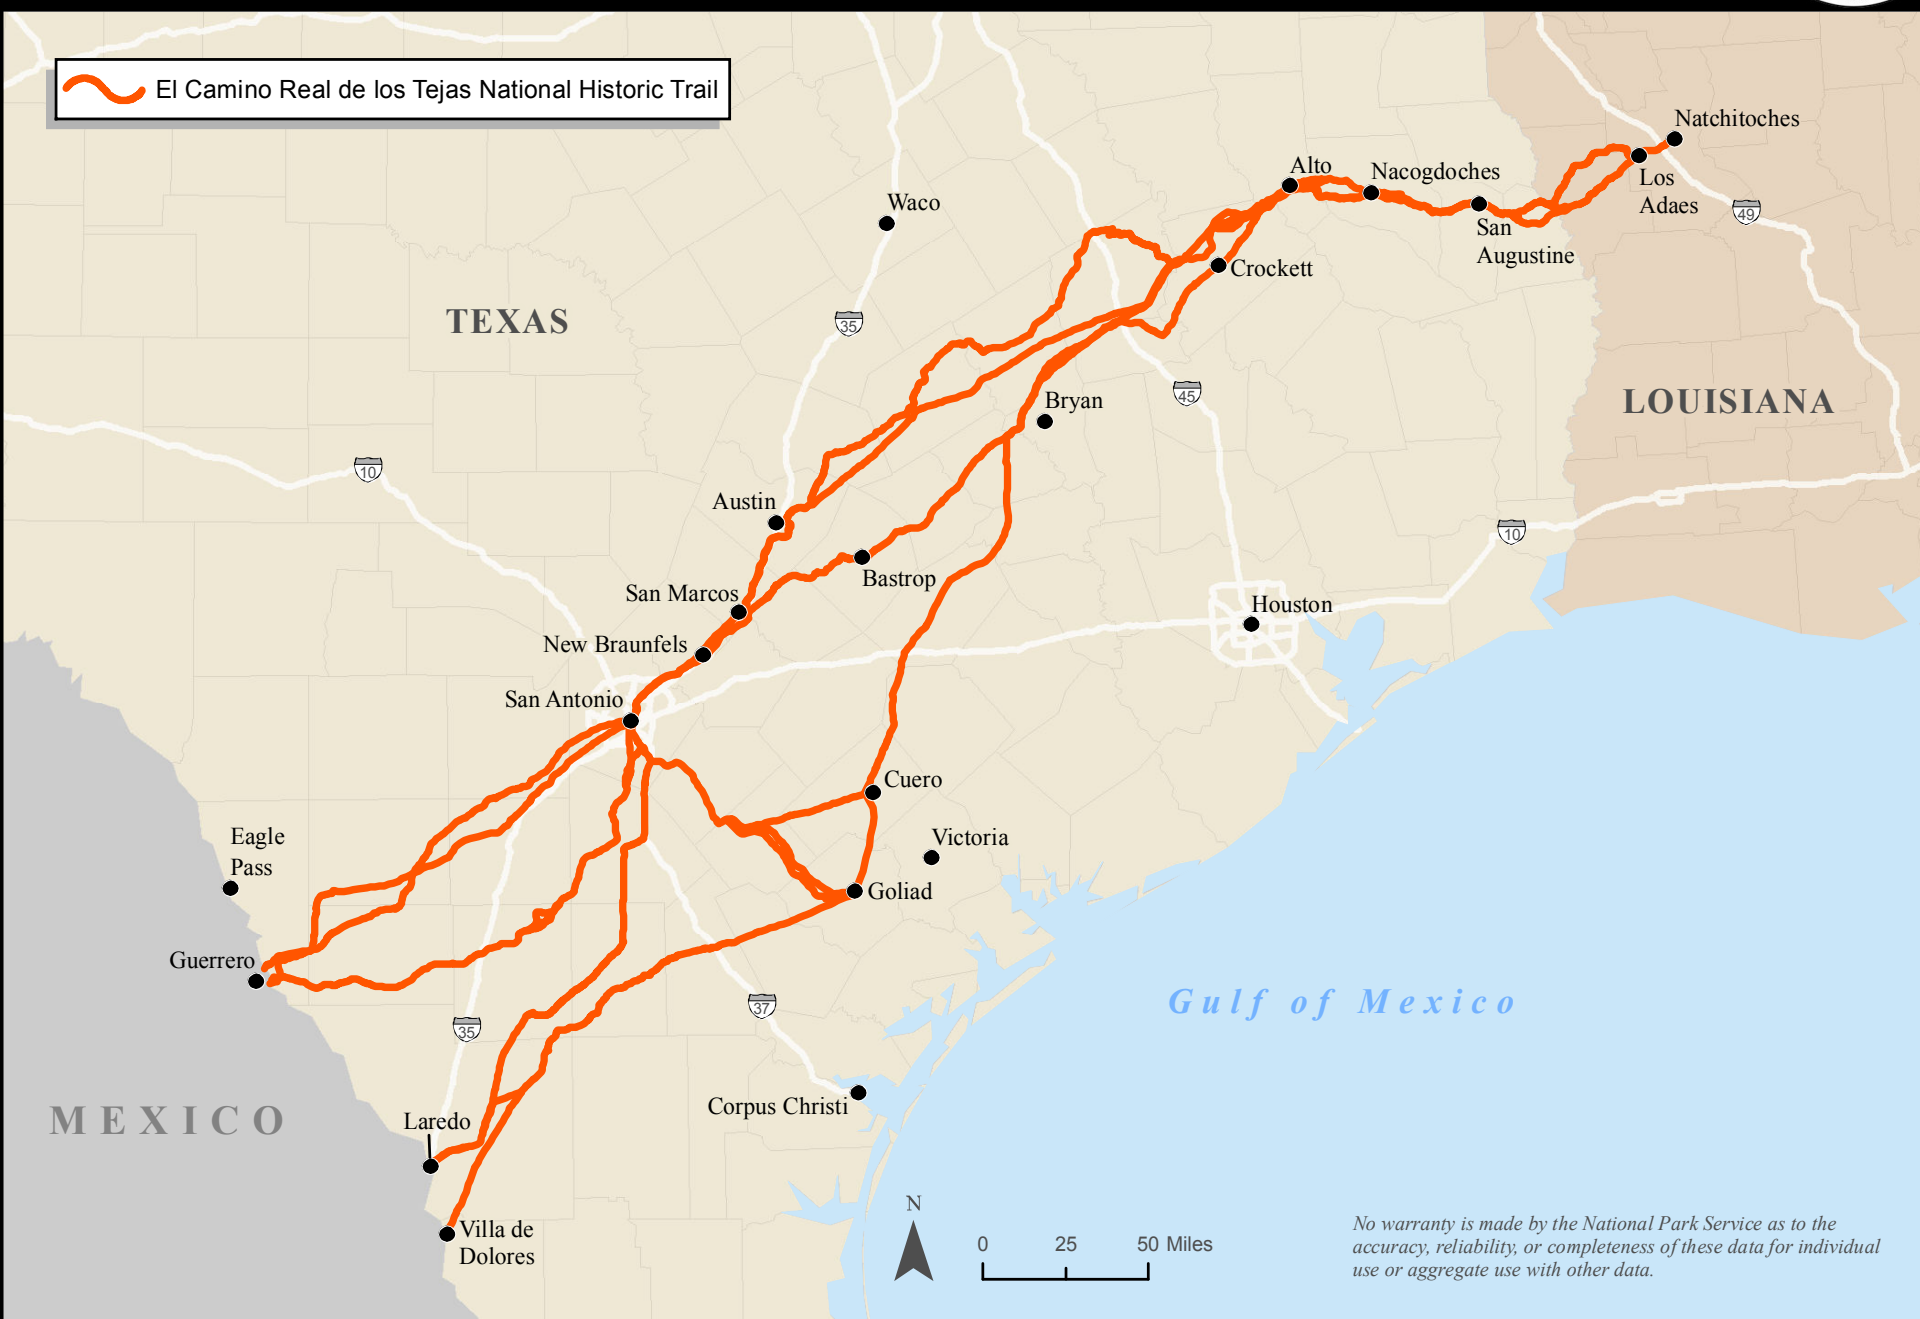 El Camino Real de los Tejas National Historic Trail
Natchitoches
Alto
Nacogdoches
Los
Adaes
Waco
49
San
Augustine
Crockett
TEXAS
35
45
Bryan
LOUISIANA
10
Austin
10
Bastrop
San Marcos
Houston
New Braunfels
San Antonio
Cuero
Eagle
Pass
Victoria
Goliad
Guerrero
Gulf of Mexico
37
35
Corpus Christi
MEXICO
Laredo
N
Villa de
Dolores
0 25 50 Miles
No warranty is made by the National Park Service as to the
accuracy, reliability, or completeness of these data for individual
use or aggregate use with other data.